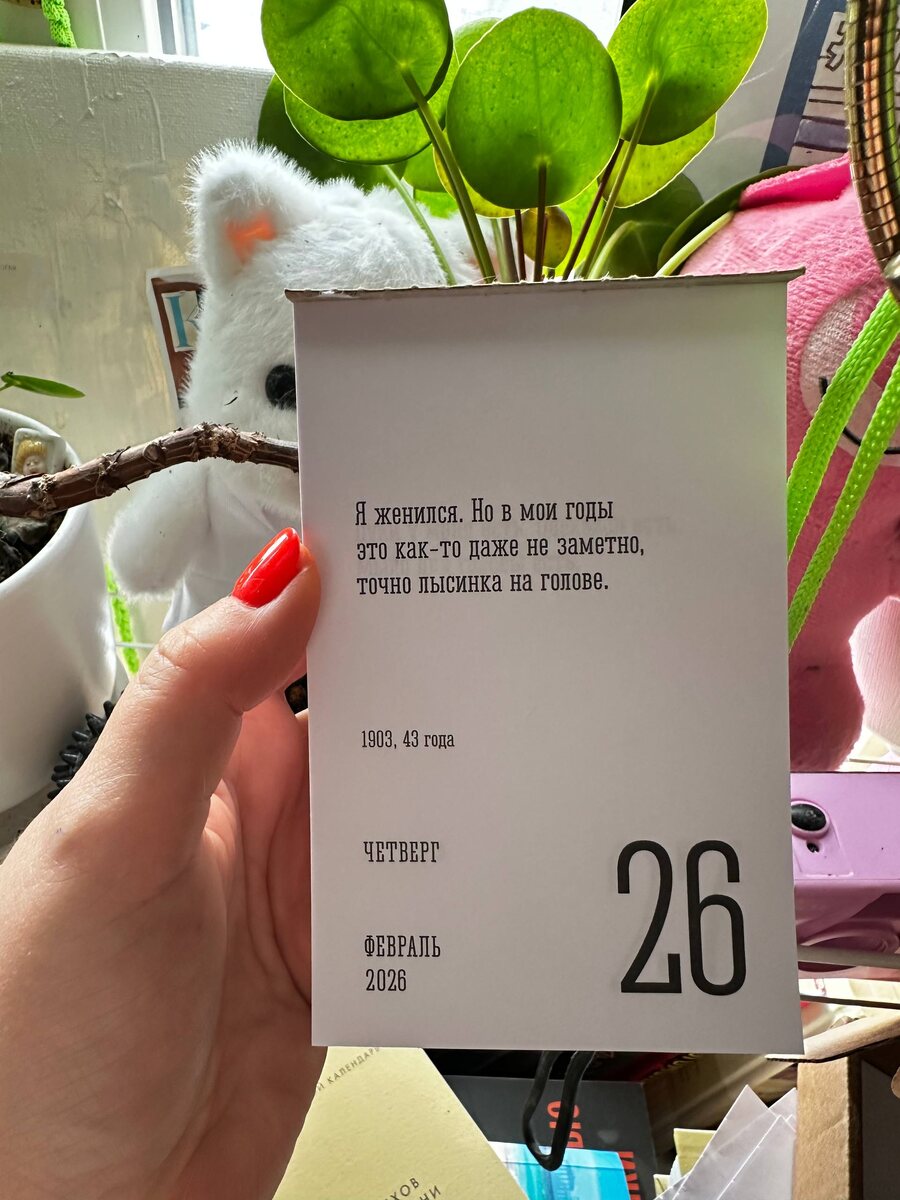 Я женился. Но в мои годы
это как-то даже не заметно,
точно лысинка на голове.
1903, 43 года
ЧЕТВЕРГ
ФЕВРАЛЬ
2026
26
И КАЛЕНДАРЬ